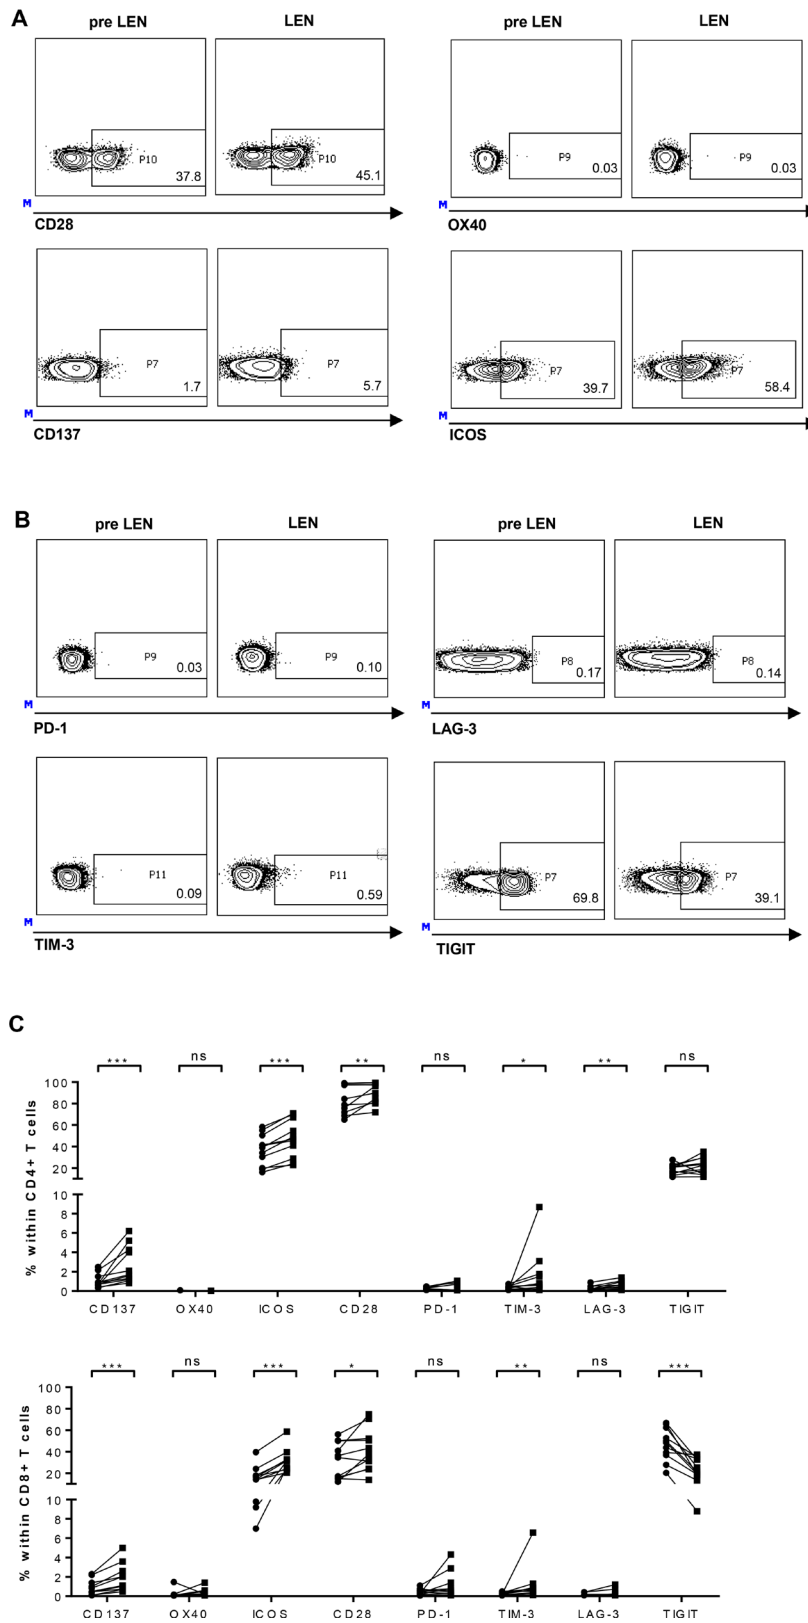 A
pre LEN LEN pre LEN LEN
P10 37.8 P10 45.1 P9 0.03 P9 0.03
M M
CD28 OX40
P7 1.7 P7 5.7 P7 39.7 P7 58.4
M M
CD137 ICOS
B
pre LEN LEN pre LEN LEN
P9 0.03 P9 0.10 P8 0.17 P8 0.14
M M
PD-1 LAG-3
P11 0.09 P11 0.59 P7 69.8 P7 39.1
M M
TIM-3 TIGIT
C
*** ns *** ** ns * ** ns
% within CD4+ T cells
100
80
60
40
20
10
8
6
4
2
0
CD137 OX40 ICOS CD28 PD-1 TIM-3 LAG-3 TIGIT
*** ns *** * ns ** ns ***
% within CD8+ T cells
100
80
60
40
20
10
8
6
4
2
0
CD137 OX40 ICOS CD28 PD-1 TIM-3 LAG-3 TIGIT